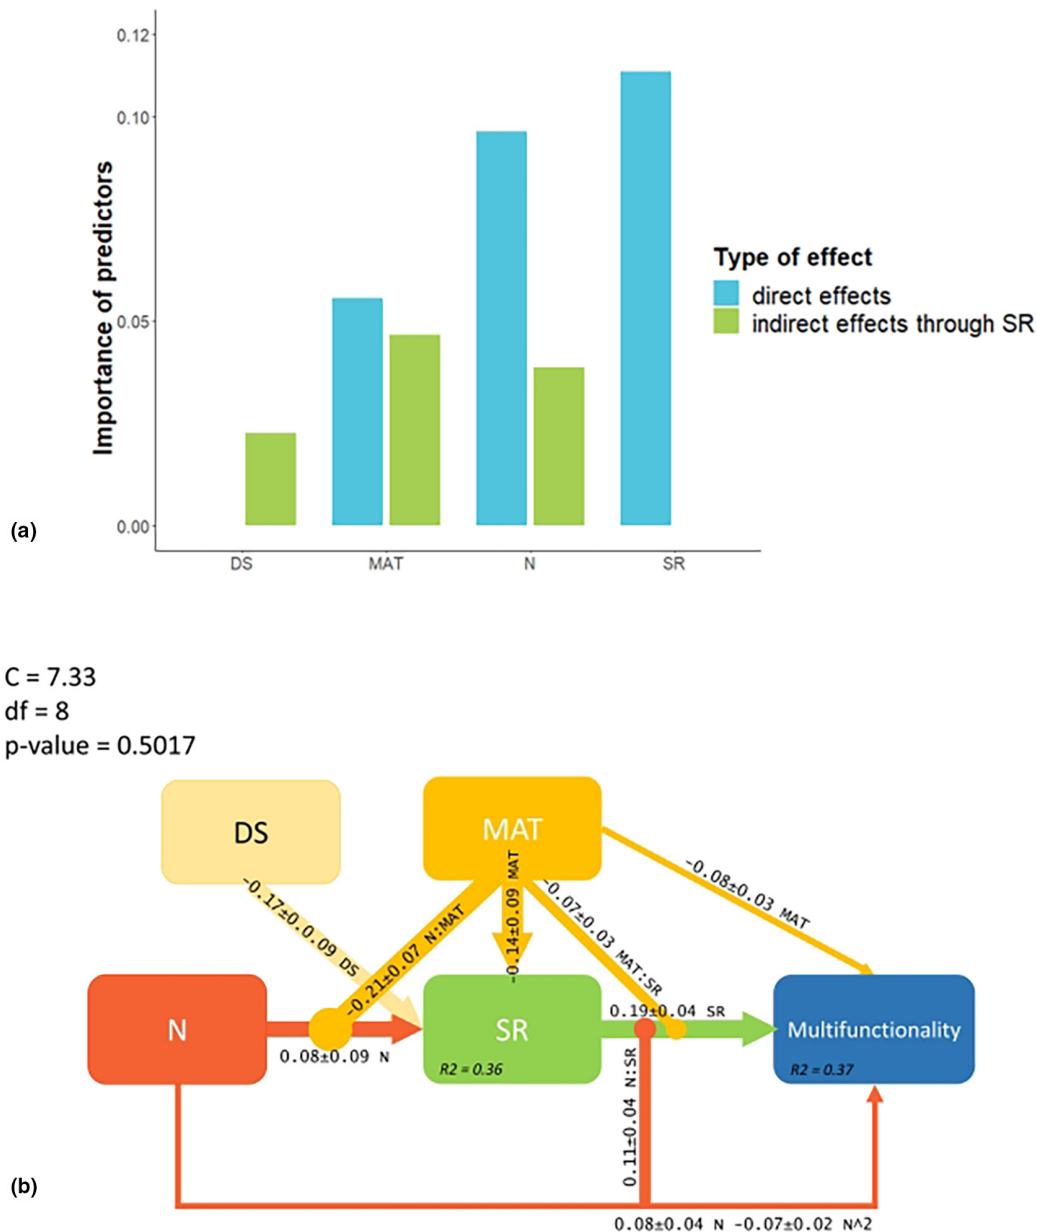 0.12
0.10
0.05
0.00
Importance of predictors
DS
MAT
N
SR
Type of effect
direct effects
indirect effects through SR
(a)
C = 7.33
df = 8
p-value = 0.5017
DS
MAT
-0.17±0.0.09 DS
-0.21±0.07 N:MAT
-0.14±0.09 MAT
-0.07±0.03 MAT:SR
-0.08±0.03 MAT
N
SR
R2 = 0.36
Multifunctionality
R2 = 0.37
0.08±0.09 N
0.19±0.04 SR
0.11±0.04 N:SR
(b)
0.08±0.04 N -0.07±0.02 N^2